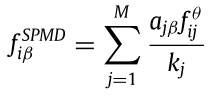 f_{iβ}^{SPMD} = \sum_{j=1}^{M} \frac{a_{jβ} f_{ij}^{θ}}{k_j}